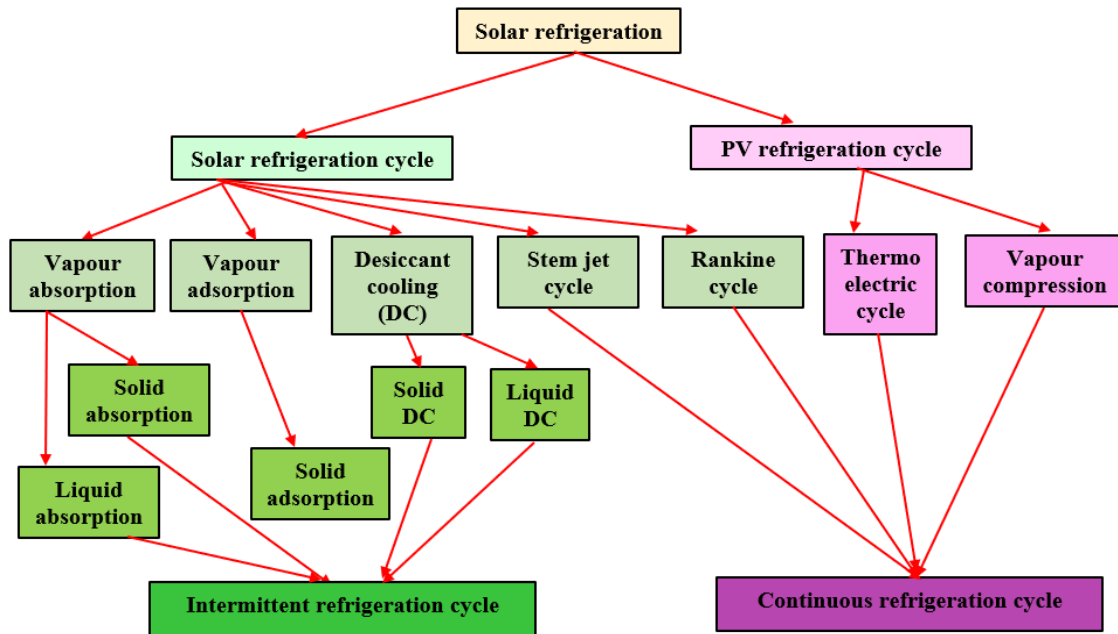 Solar refrigeration
Solar refrigeration cycle
PV refrigeration cycle
Vapour
absorption
Vapour
adsorption
Desiccant
cooling
(DC)
Stem jet
cycle
Rankine
cycle
Thermo
electric
cycle
Vapour
compression
Solid
absorption
Solid
DC
Liquid
DC
Liquid
absorption
Solid
adsorption
Intermittent refrigeration cycle
Continuous refrigeration cycle